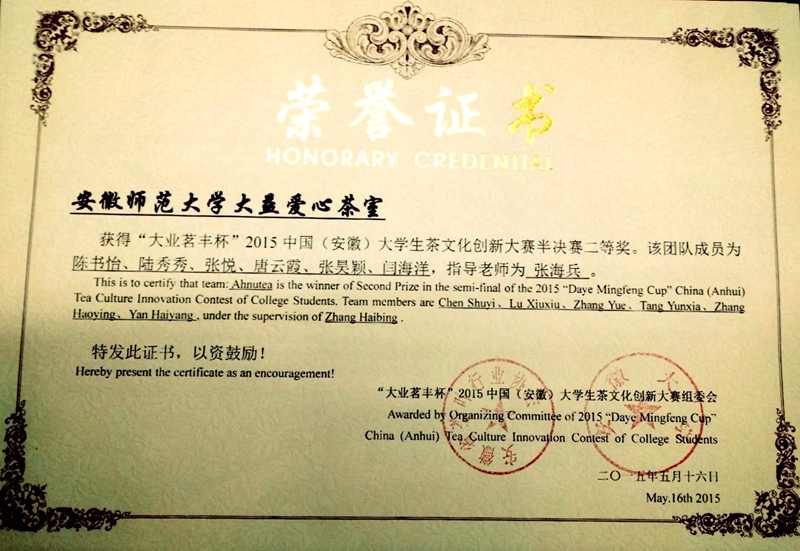 荣誉证书
HONORARY CREDENTIAL
安徽师范大学大益爱心茶室
获得“大业茗丰杯”2015中国（安徽）大学生茶文化创新大赛半决赛二等奖。该团队成员为
陈书怡、陆秀秀、张悦、唐云霞、张昊颖、闫海洋，指导老师为 张海兵 。
This is to certify that team: Ahnutea is the winner of Second Prize in the semi-final of the 2015 “Daye Mingfeng Cup” China (Anhui)
Tea Culture Innovation Contest of College Students. Team members are Chen Shuyi、Lu Xiuxiu、Zhang Yue、Tang Yunxia、Zhang
Haoying、Yan Haiyang , under the supervision of Zhang Haibing .
特发此证书，以资鼓励！
Hereby present the certificate as an encouragement!
“大业茗丰杯”2015中国（安徽）大学生茶文化创新大赛组委会
Awarded by Organizing Committee of 2015 “Daye Mingfeng Cup”
China (Anhui) Tea Culture Innovation Contest of College Students
二〇一五年五月十六日
May.16th 2015